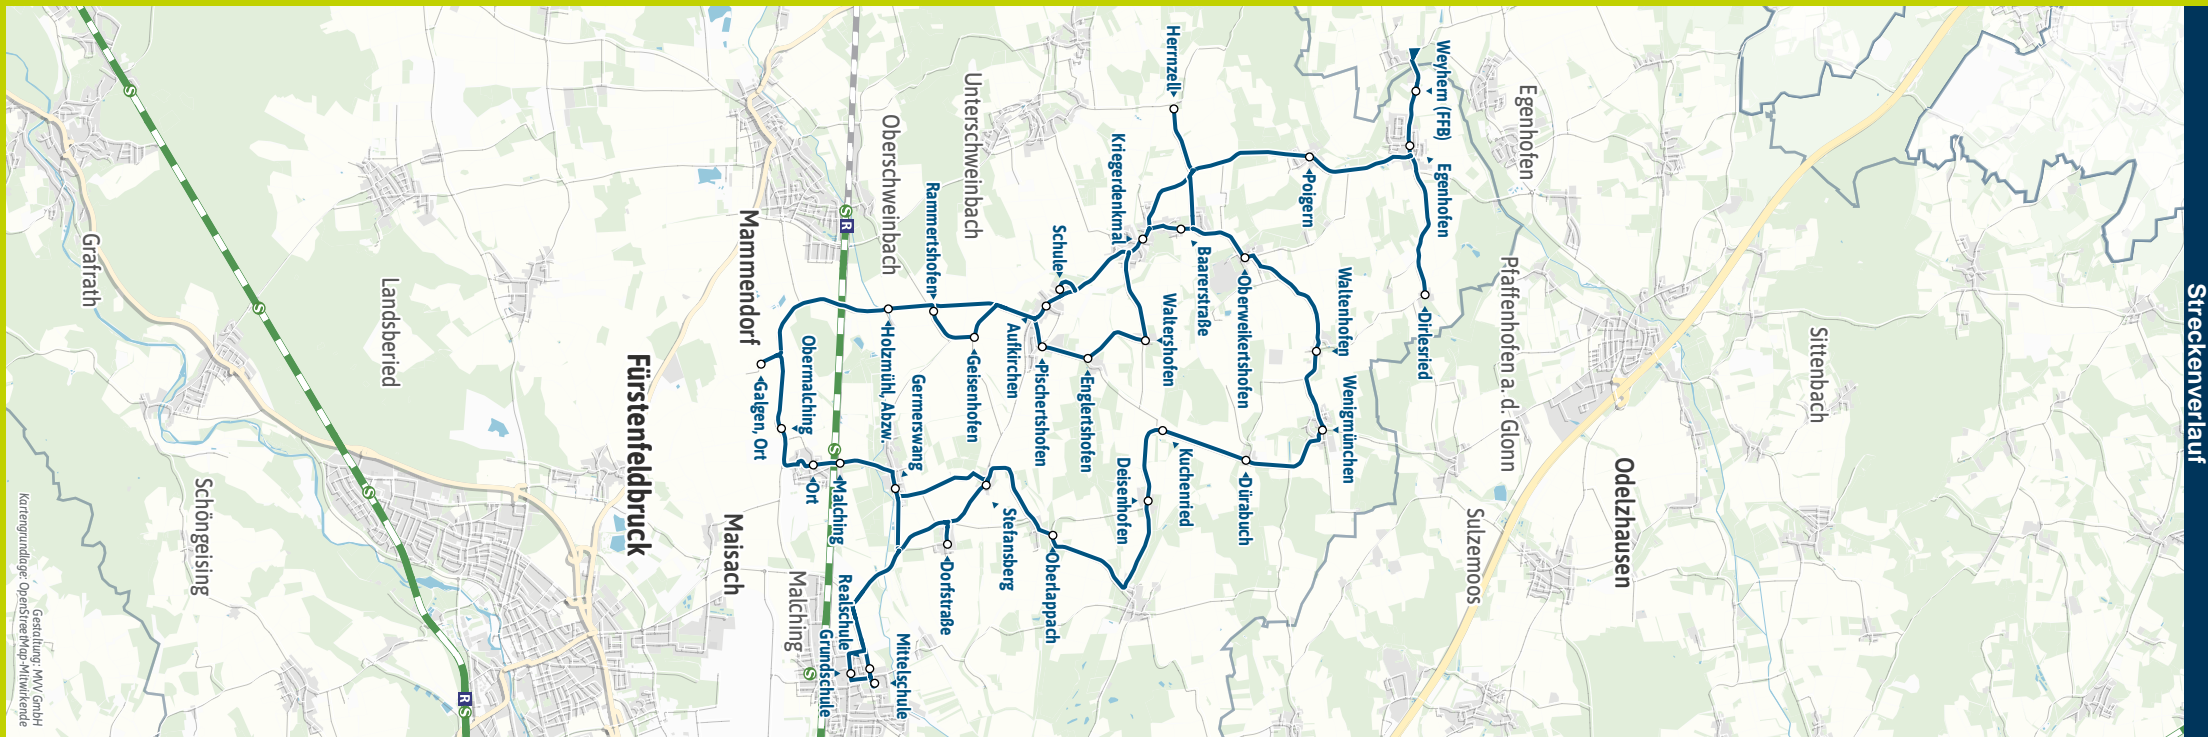 Streckenverlauf
Sittenbach
Odelzhausen
Egenhofen
Pfaffenhofen a. d. Glonn
Sulzemoos
Weyhern (FFB)
Egenhofen
Dirlesried
Waltenhofen
Wenigmünchen
Poigern
Oberweikertshofen
Dürabuch
Baarerstraße
Kuchenried
Herrnzell
Waltershofen
Kriegerdenkmal
Deisenhofen
Englertshofen
Schule
Pischertshofen
Oberlappach
Aufkirchen
Stefansberg
Unterschweinbach
Geisenhofen
Dorfstraße
Rammertshofen
Germerswang
Mittelschule
Oberschweinbach
Holzmühl, Abzw.
S R
S
Malching
Realschule
Grundschule
Obermalching
Ort
Malching
S
Mammendorf
Galgen, Ort
Maisach
Fürstenfeldbruck
Landsberied
S
S
S
R S
Schöngeising
Grafrath
Gestaltung: MVV GmbH
Kartengrundlage: OpenStreetMap-Mitwirkende